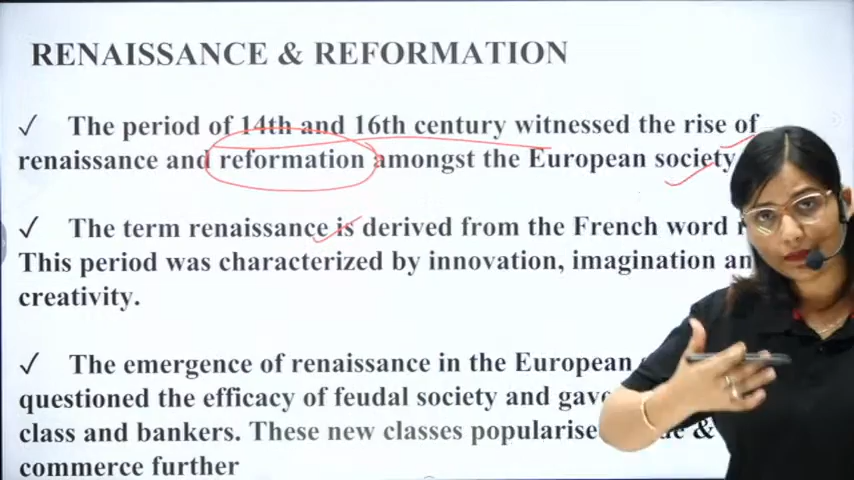 RENAISSANCE & REFORMATION
✓ The period of 14th and 16th century witnessed the rise of
renaissance and reformation amongst the European society
✓ The term renaissance is derived from the French word
This period was characterized by innovation, imagination
creativity.
✓ The emergence of renaissance in the European
questioned the efficacy of feudal society and gave
class and bankers. These new classes &
commerce further